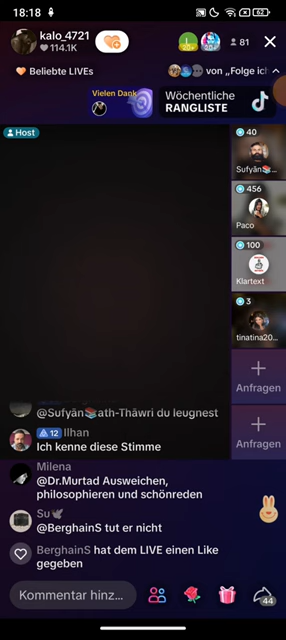 18:18
62
kalo_4721
114.1K
20+
20+
81
Beliebte LIVEs
von „Folge ich
Vielen Dank
Wöchentliche
RANGLISTE
Host
40
Sufyān📚...
456
Paco
100
Klartext
3
tinatina20...
Anfragen
Anfragen
@Sufyān📚ath-Thāwri du leugnest
12 Ilhan
Ich kenne diese Stimme
Milena
@Dr.Murtad Ausweichen,
philosophieren und schönreden
Su🕊
@BerghainS tut er nicht
BerghainS hat dem LIVE einen Like
gegeben
Kommentar hinz...
44